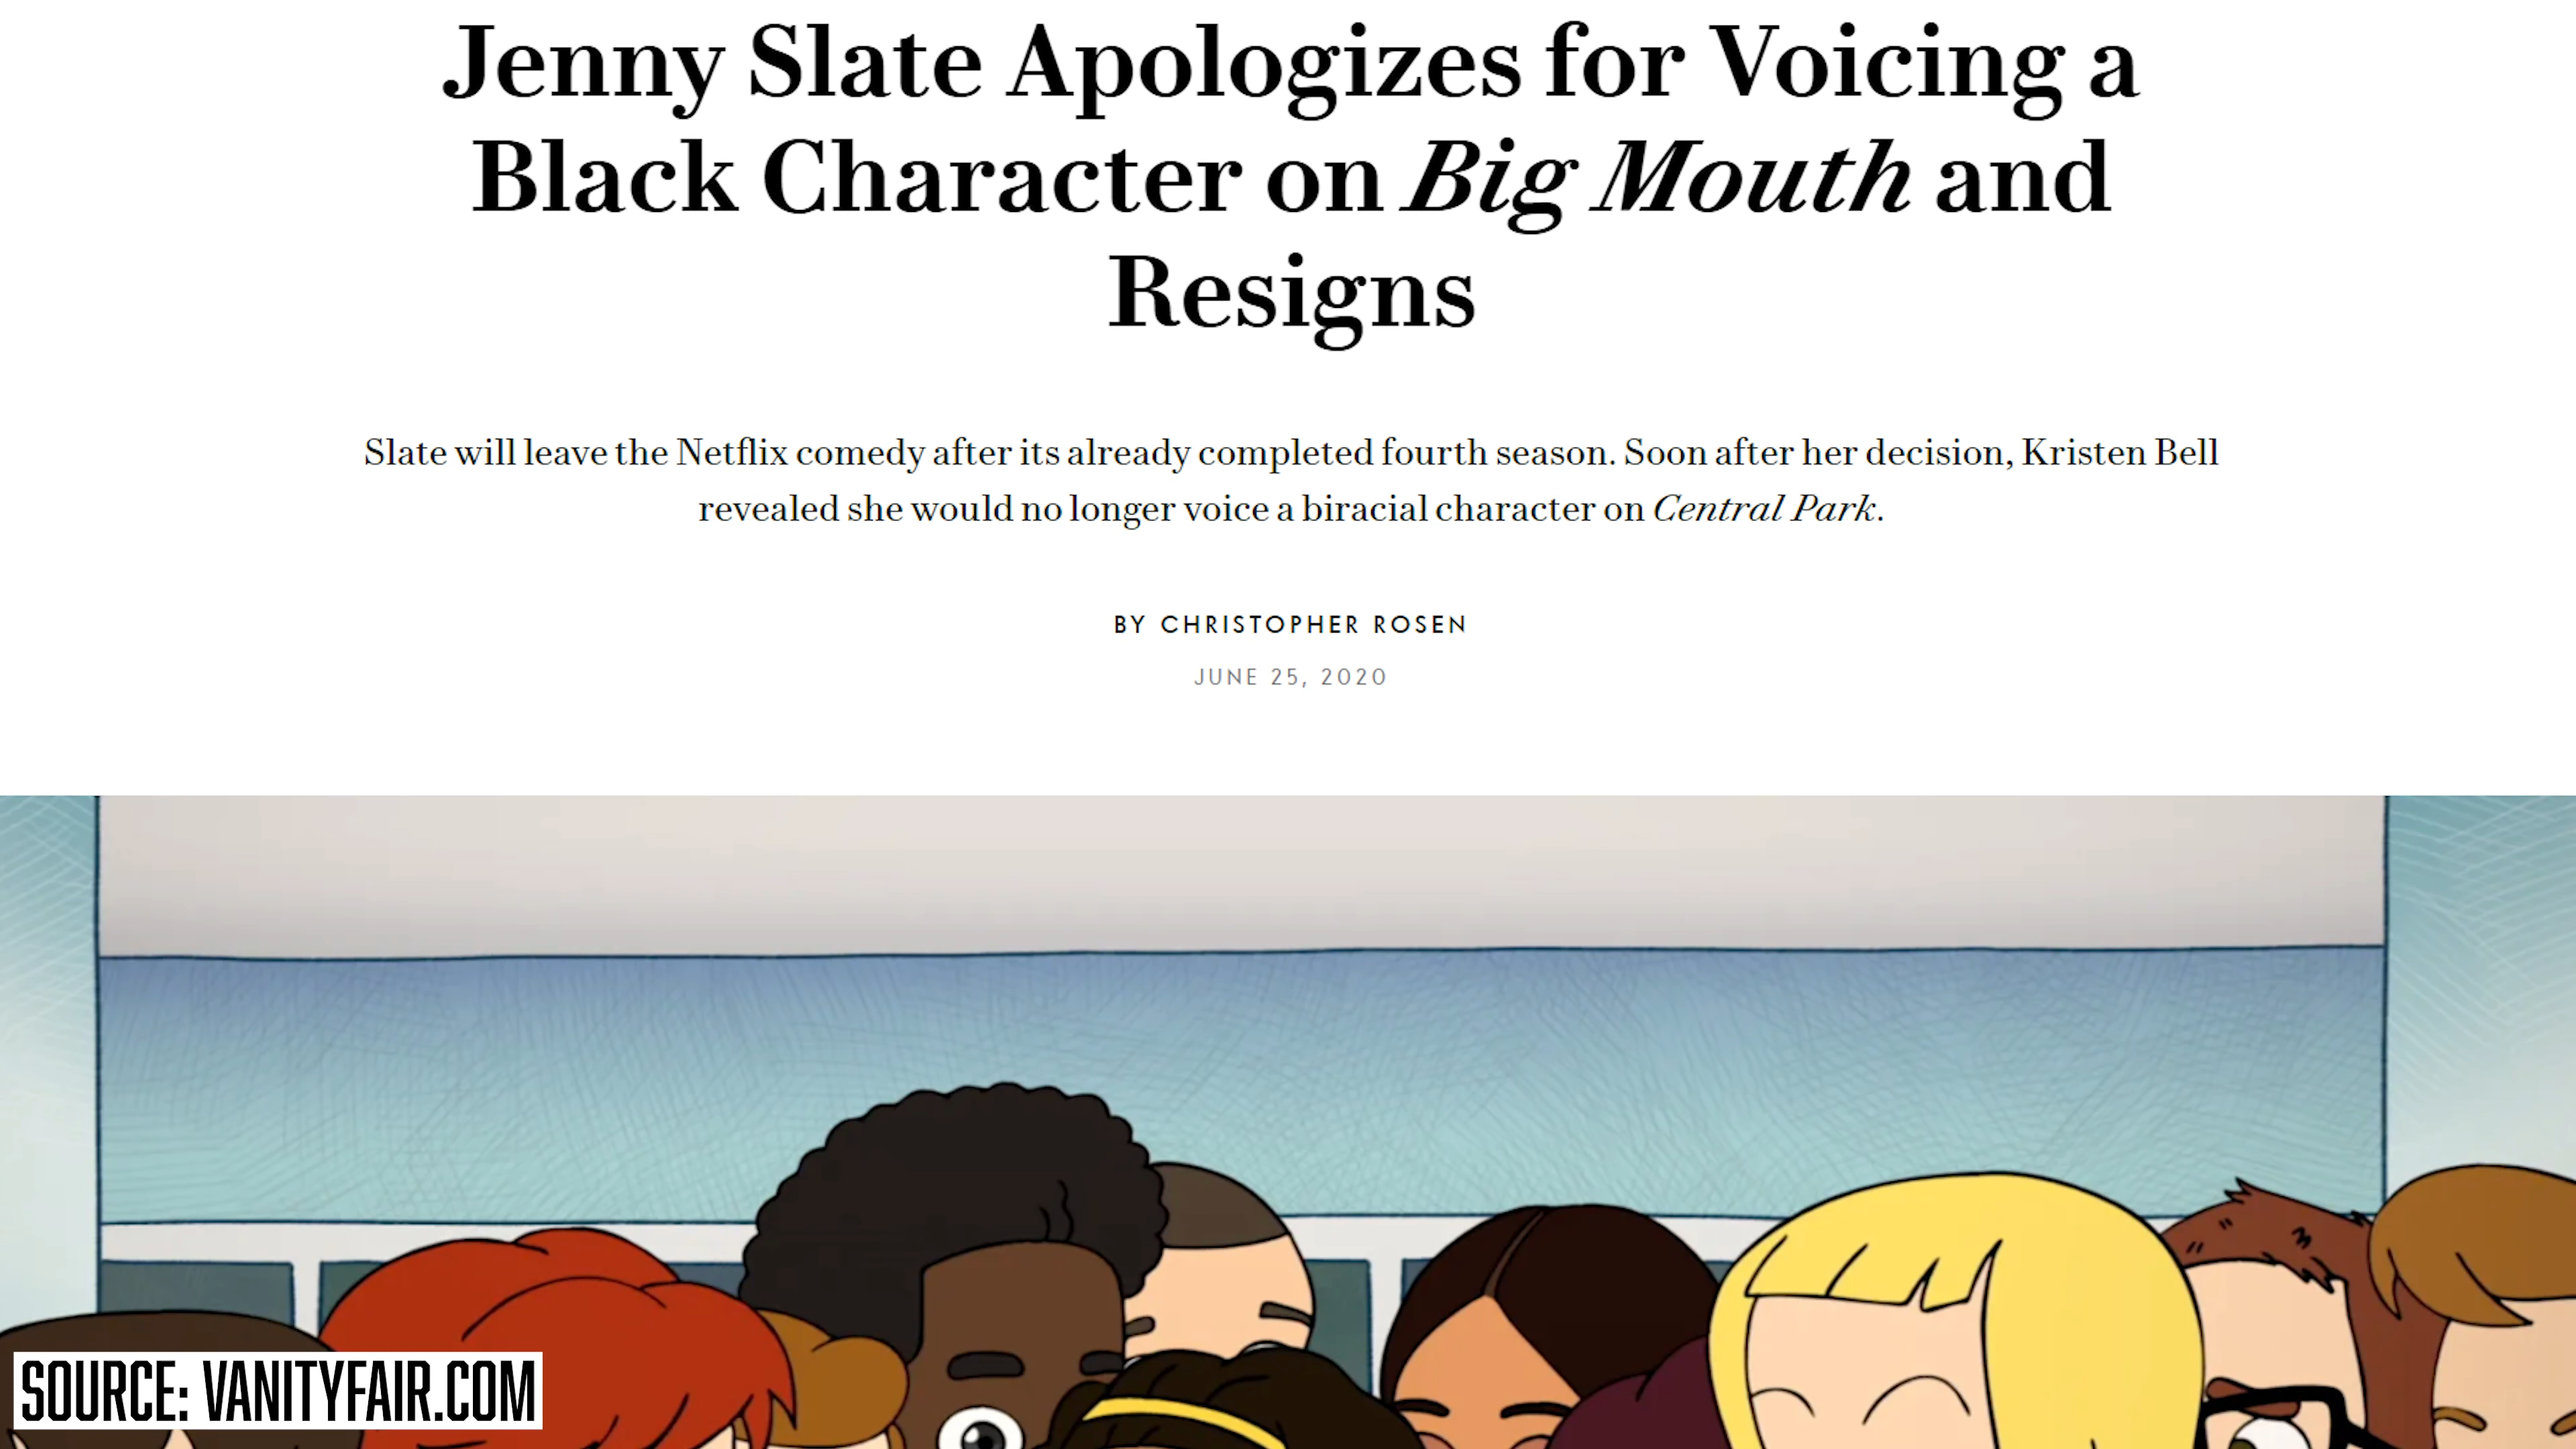 Jenny Slate Apologizes for Voicing a
Black Character on Big Mouth and
Resigns
Slate will leave the Netflix comedy after its already completed fourth season. Soon after her decision, Kristen Bell
revealed she would no longer voice a biracial character on Central Park.
BY CHRISTOPHER ROSEN
JUNE 25, 2020
SOURCE: VANITYFAIR.COM